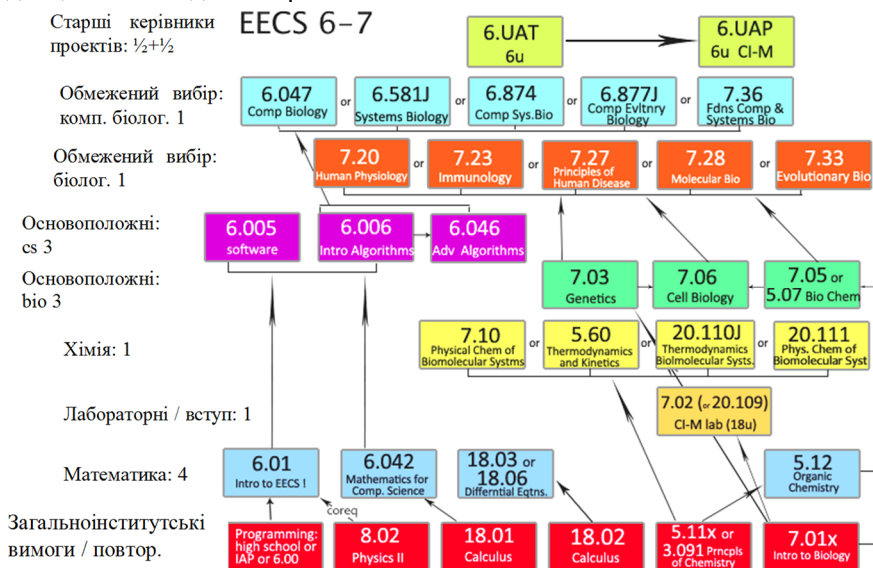 Старші керівники
проектів: ½+½
EECS 6-7
6.UAT
6u
6.UAP
6u CI-M
Обмежений вибір:
комп. біолог. 1
6.047
Comp Biology
or
6.581J
Systems Biology
or
6.874
Comp Sys.Bio
or
6.877J
Comp Evltnry
Biology
or
7.36
Fdns Comp &
Systems Bio
Обмежений вибір:
біолог. 1
7.20
Human Physiology
or
7.23
Immunology
or
7.27
Principles of
Human Disease
or
7.28
Molecular Bio
or
7.33
Evolutionary Bio
Основоположні:
cs 3
6.005
software
6.006
Intro Algorithms
6.046
Adv Algorithms
Основоположні:
bio 3
7.03
Genetics
7.06
Cell Biology
7.05 or
5.07 Bio Chem
Хімія: 1
7.10
Physical Chem of
Biomolecular Systms
or
5.60
Thermodynamics
and Kinetics
or
20.110J
Thermodynamics
Biolmolecular Systs.
or
20.111
Phys. Chem of
Biomolecular Syst
Лабораторні / вступ: 1
7.02 (or 20.109)
CI-M lab (18u)
Математика: 4
6.01
Intro to EECS !
6.042
Mathematics for
Comp. Science
18.03 or
18.06
Differntial Eqtns.
5.12
Organic
Chemistry
coreq
Загальноінститутські
вимоги / повтор.
Programming:
high school or
IAP or 6.00
8.02
Physics II
18.01
Calculus
18.02
Calculus
5.11x or
3.091 Prncpls
of Chemistry
7.01x
Intro to Biology